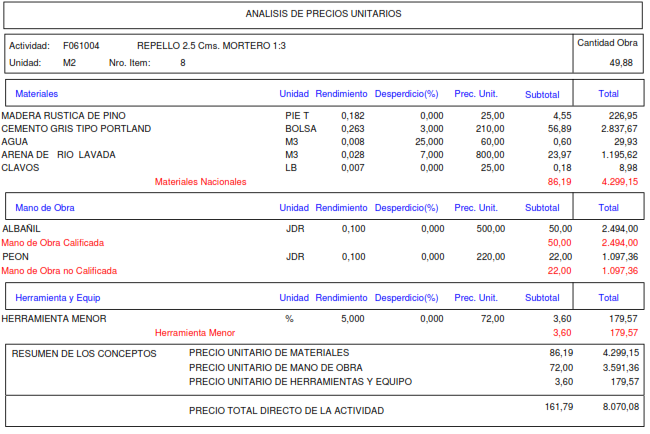 ANALISIS DE PRECIOS UNITARIOS
Actividad: F061004 REPELLO 2.5 Cms. MORTERO 1:3 Cantidad Obra
Unidad: M2 Nro. Item: 8 49,88
Materiales Unidad Rendimiento Desperdicio(%) Prec. Unit. Subtotal Total
MADERA RUSTICA DE PINO PIE T 0,182 0,000 25,00 4,55 226,95
CEMENTO GRIS TIPO PORTLAND BOLSA 0,263 3,000 210,00 56,89 2.837,67
AGUA M3 0,008 25,000 60,00 0,60 29,93
ARENA DE RIO LAVADA M3 0,028 7,000 800,00 23,97 1.195,62
CLAVOS LB 0,007 0,000 25,00 0,18 8,98
Materiales Nacionales 86,19 4.299,15
Mano de Obra Unidad Rendimiento Desperdicio(%) Prec. Unit. Subtotal Total
ALBAÑIL JDR 0,100 0,000 500,00 50,00 2.494,00
Mano de Obra Calificada 50,00 2.494,00
PEON JDR 0,100 0,000 220,00 22,00 1.097,36
Mano de Obra no Calificada 22,00 1.097,36
Herramienta y Equip Unidad Rendimiento Desperdicio(%) Prec. Unit. Subtotal Total
HERRAMIENTA MENOR % 5,000 0,000 72,00 3,60 179,57
Herramienta Menor 3,60 179,57
RESUMEN DE LOS CONCEPTOS PRECIO UNITARIO DE MATERIALES 86,19 4.299,15
PRECIO UNITARIO DE MANO DE OBRA 72,00 3.591,36
PRECIO UNITARIO DE HERRAMIENTAS Y EQUIPO 3,60 179,57
PRECIO TOTAL DIRECTO DE LA ACTIVIDAD 161,79 8.070,08